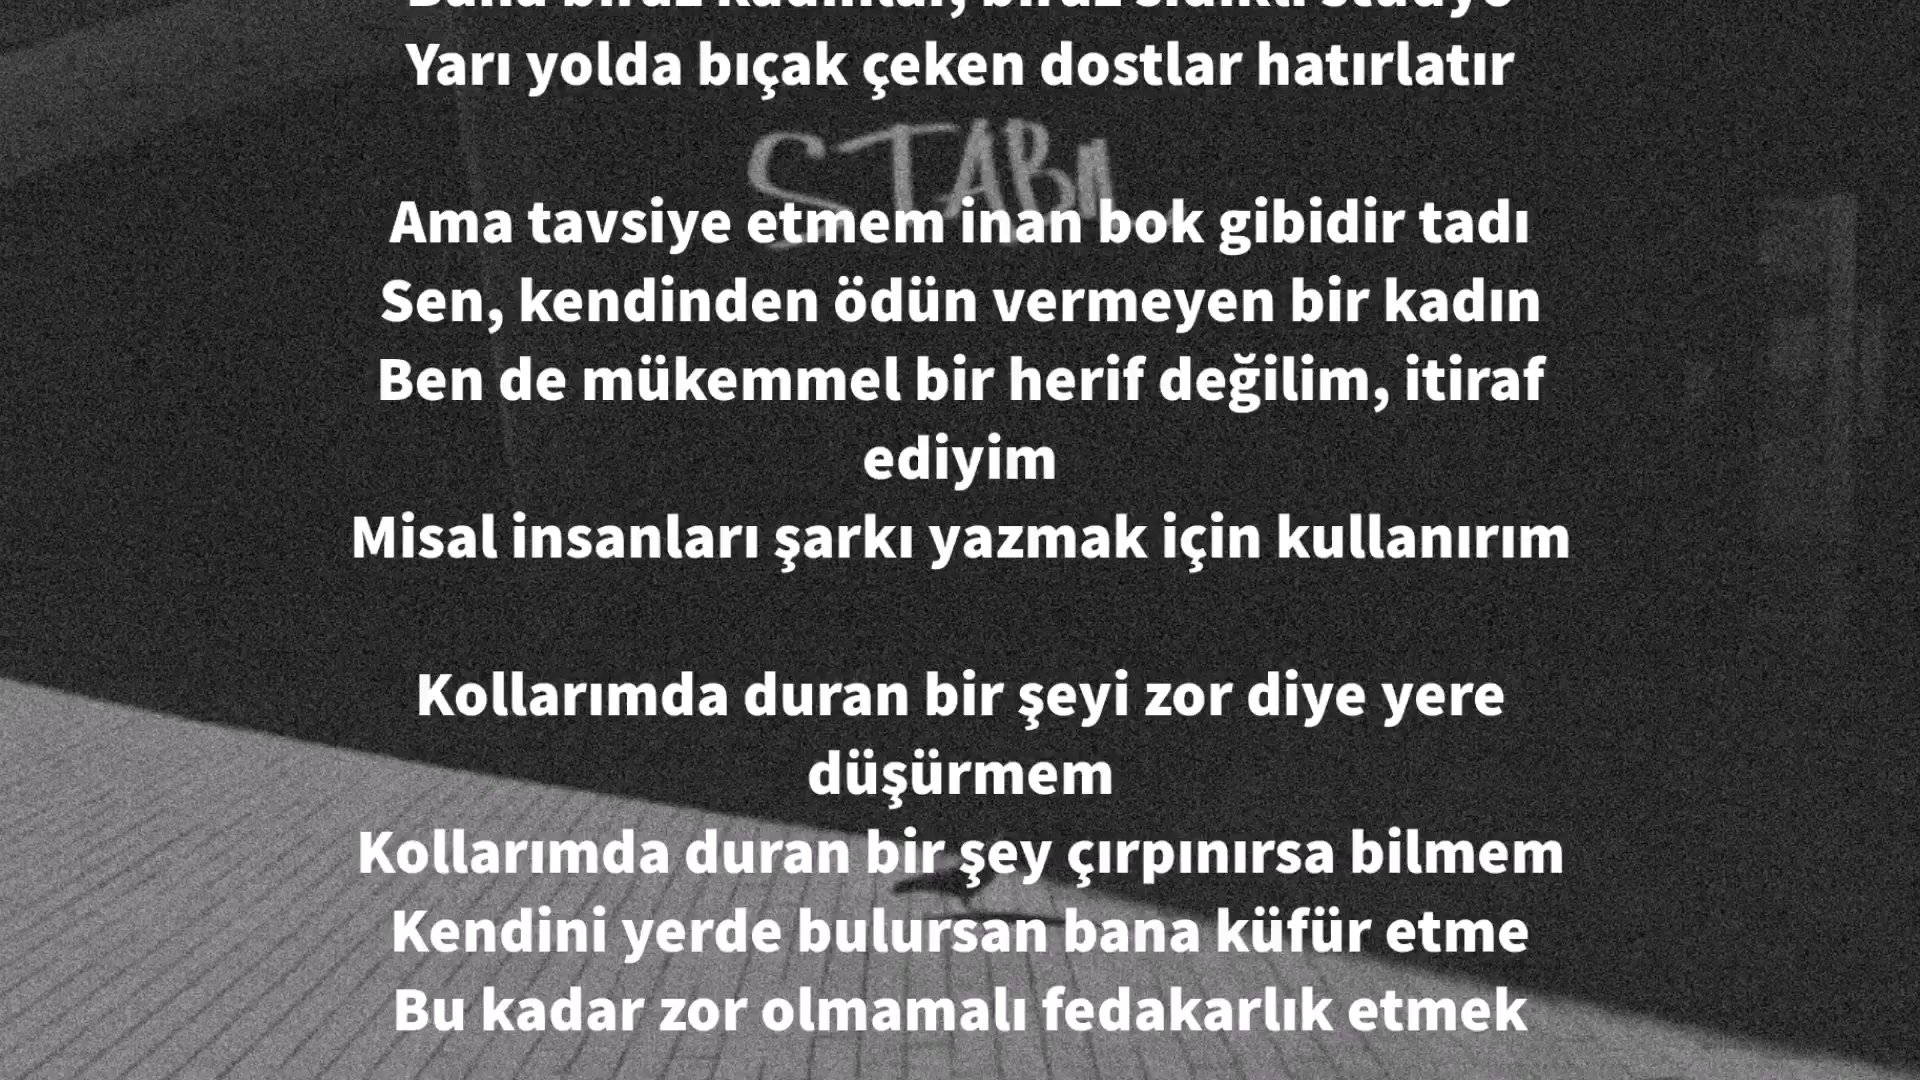 Yarı yolda bıçak çeken dostlar hatırlatır
Ama tavsiye etmem inan bok gibidir tadı
Sen, kendinden ödün vermeyen bir kadın
Ben de mükemmel bir herif değilim, itiraf
ediyim
Misal insanları şarkı yazmak için kullanırım
Kollarımda duran bir şeyi zor diye yere
düşürmem
Kollarımda duran bir şey çırpınırsa bilmem
Kendini yerde bulursan bana küfür etme
Bu kadar zor olmamalı fedakarlık etmek